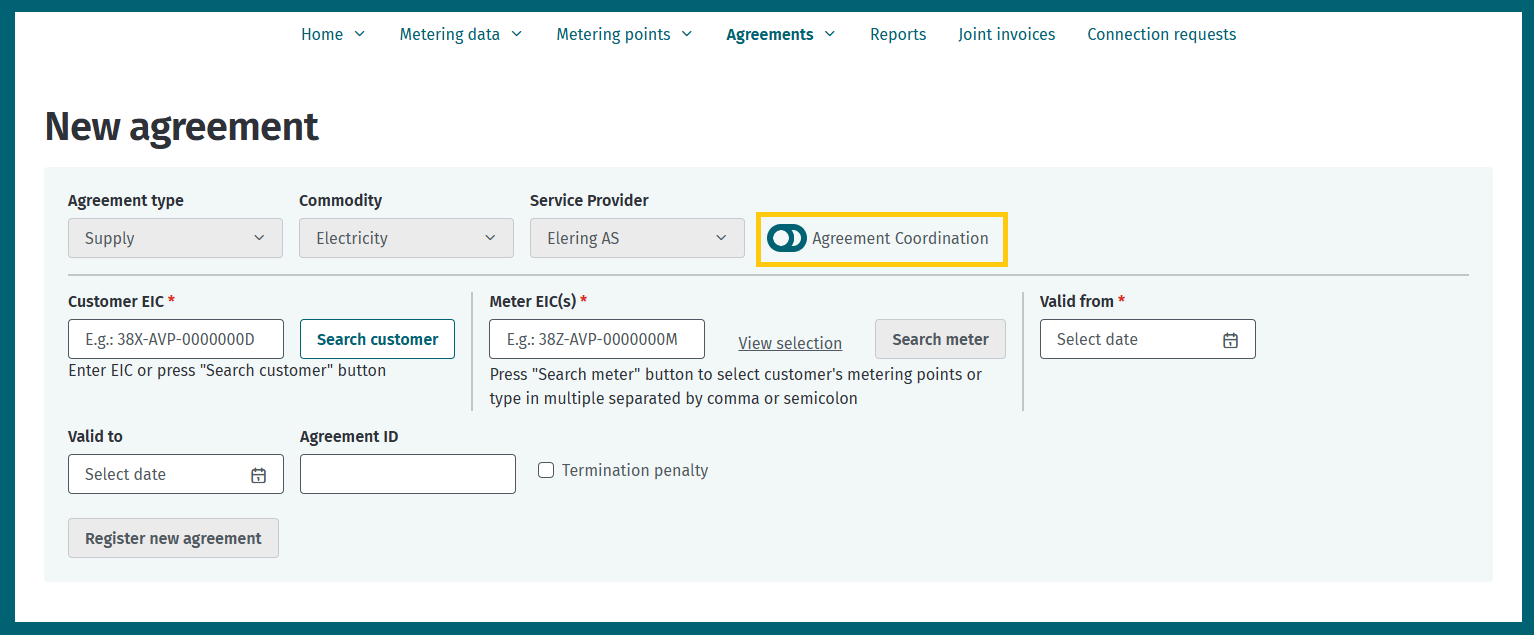 Home Metering data Metering points Agreements Reports Joint invoices Connection requests
New agreement
Agreement type Commodity Service Provider
Supply Electricity Elering AS Agreement Coordination
Customer EIC * Meter EIC(s) * Valid from *
E.g.: 38X-AVP-0000000D Search customer E.g.: 38Z-AVP-0000000M View selection Search meter Select date
Enter EIC or press "Search customer" button
Press "Search meter" button to select customer's metering points or
type in multiple separated by comma or semicolon
Valid to Agreement ID
Select date Termination penalty
Register new agreement